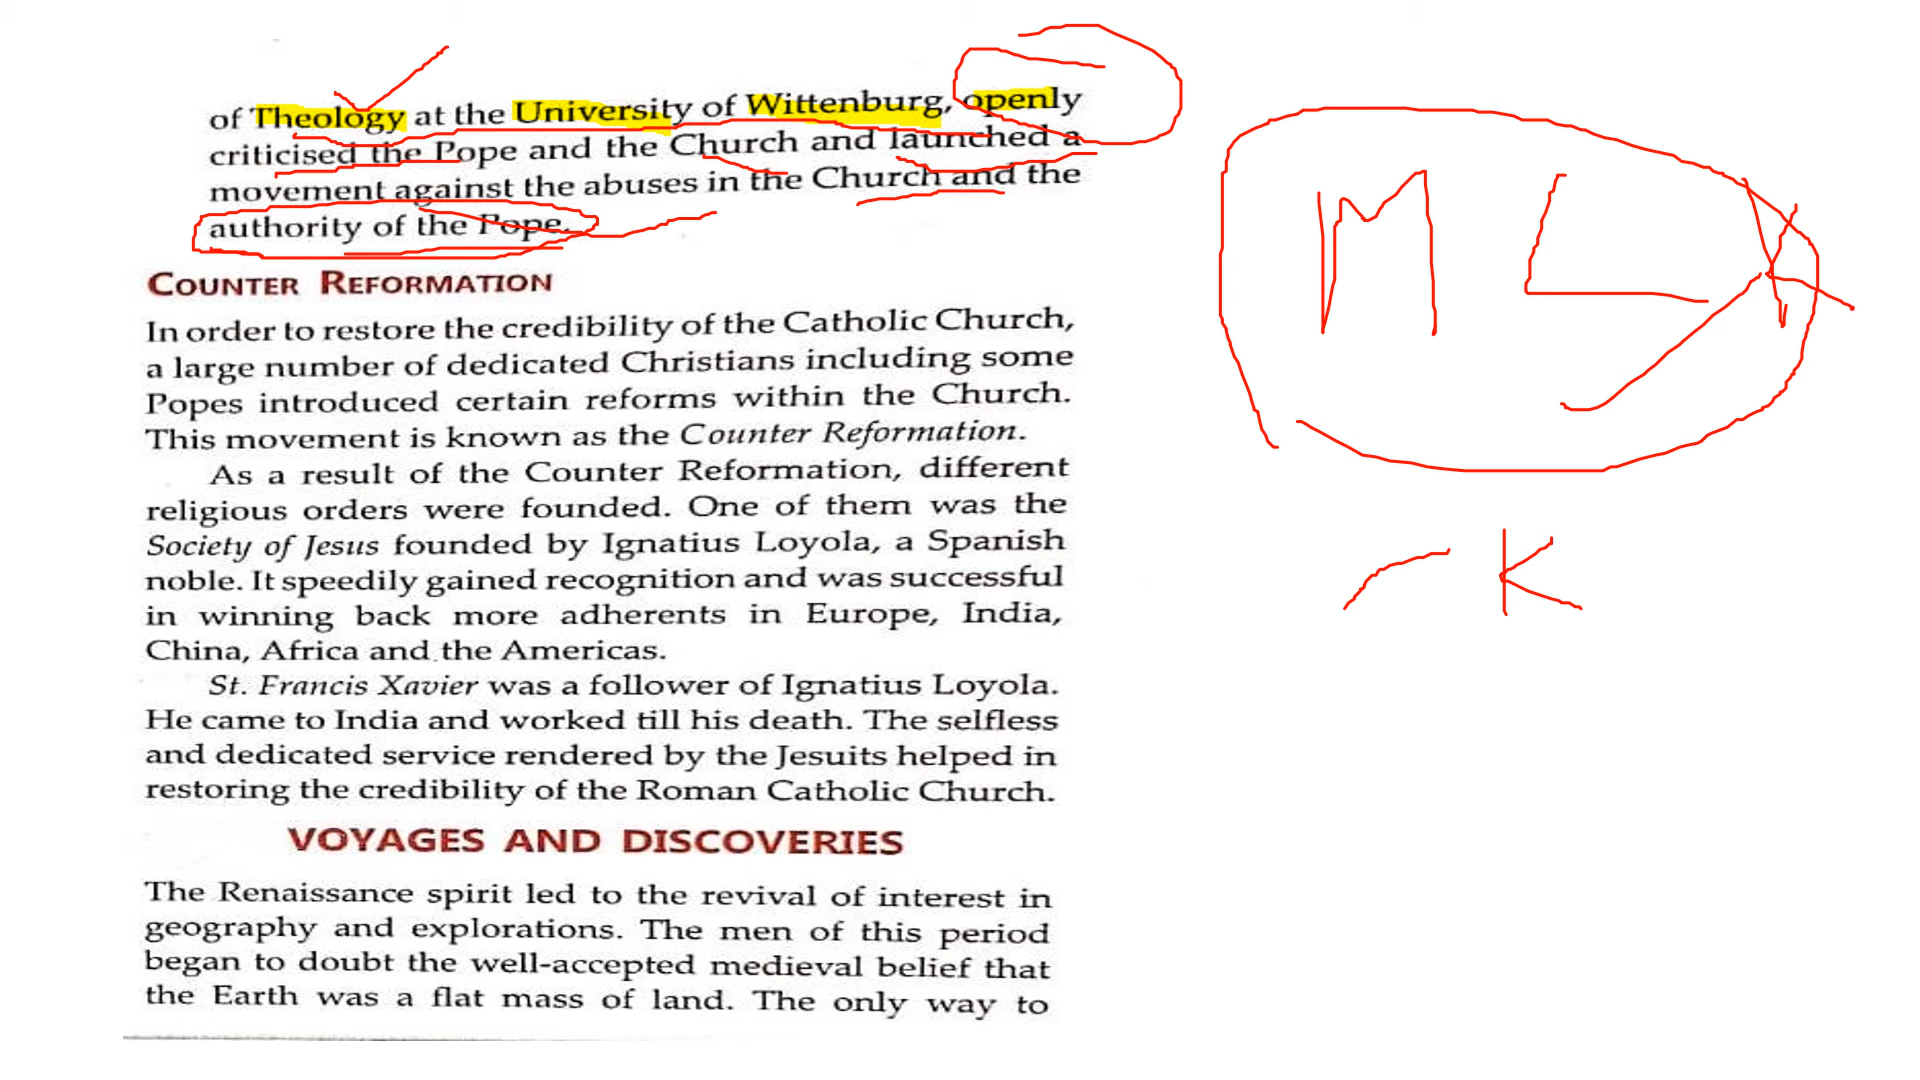 of Theology at the University of Wittenburg, openly
criticised the Pope and the Church and launched a
movement against the abuses in the Church and the
authority of the Pope.
COUNTER REFORMATION
In order to restore the credibility of the Catholic Church,
a large number of dedicated Christians including some
Popes introduced certain reforms within the Church.
This movement is known as the Counter Reformation.
As a result of the Counter Reformation, different
religious orders were founded. One of them was the
Society of Jesus founded by Ignatius Loyola, a Spanish
noble. It speedily gained recognition and was successful
in winning back more adherents in Europe, India,
China, Africa and the Americas.
St. Francis Xavier was a follower of Ignatius Loyola.
He came to India and worked till his death. The selfless
and dedicated service rendered by the Jesuits helped in
restoring the credibility of the Roman Catholic Church.
VOYAGES AND DISCOVERIES
The Renaissance spirit led to the revival of interest in
geography and explorations. The men of this period
began to doubt the well-accepted medieval belief that
the Earth was a flat mass of land. The only way to
M L K
K